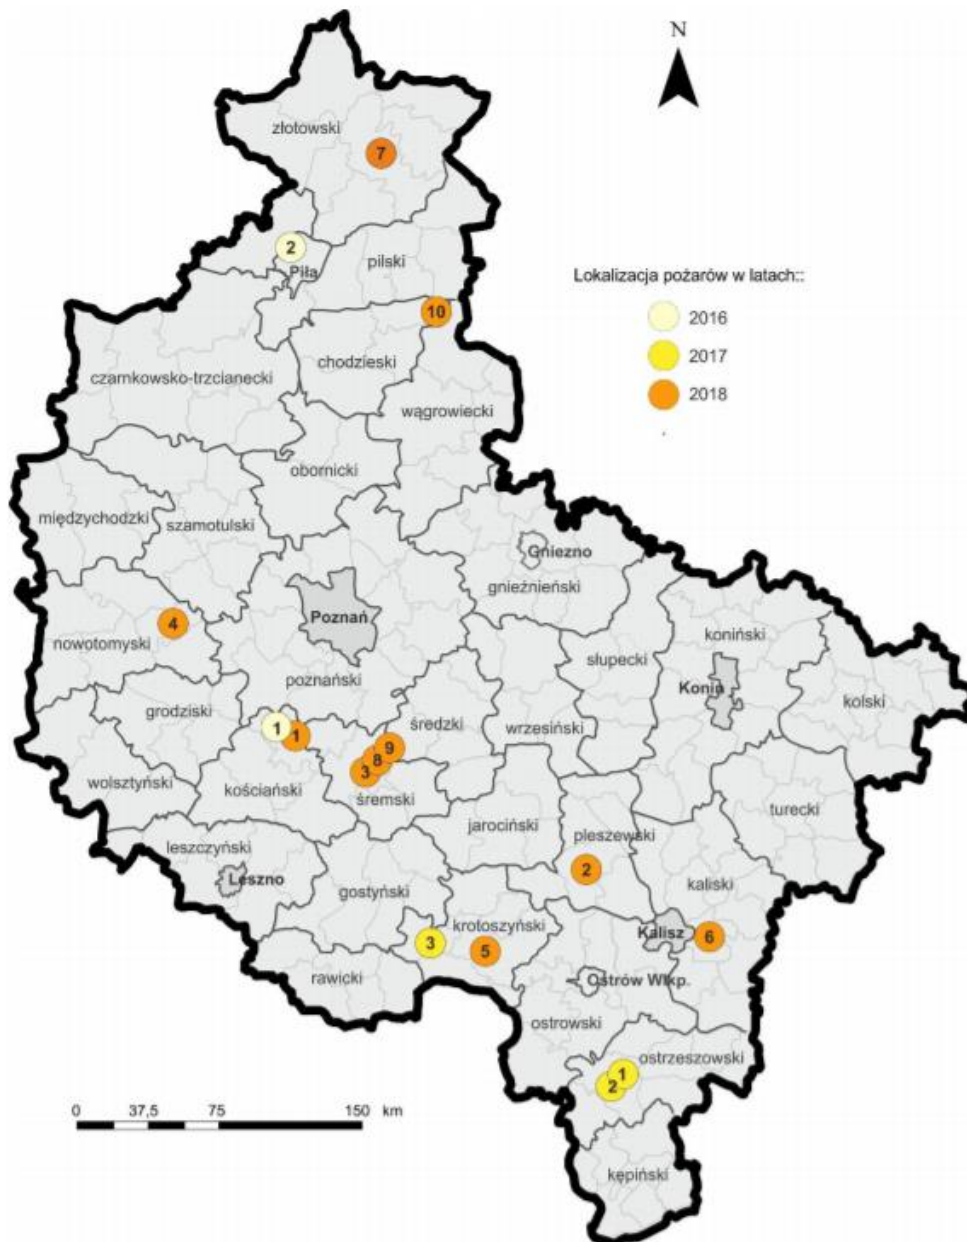 N
złotowski
7
2
Piła
pilski
Lokalizacja pożarów w latach::
2016
2017
2018
10
chodzieski
czarnkowsko-trzcianecki
wągrowiecki
obornicki
międzychodzki
szamotulski
Gniezno
gnieźnieński
Poznań
4
nowotomyski
koniński
słupecki
poznański
Konin
kolski
grodziski
średzki
wrzesiński
1
1
9
8
3
wolsztyński
kościański
śremski
turecki
jarociński
pleszewski
leszczyński
2
Leszno
kaliski
gostyński
krotoszyński
Kalisz
6
3
5
rawicki
Ostrów Wlkp.
ostrowski
ostrzeszowski
1
2
0 37,5 75 150 km
kępiński